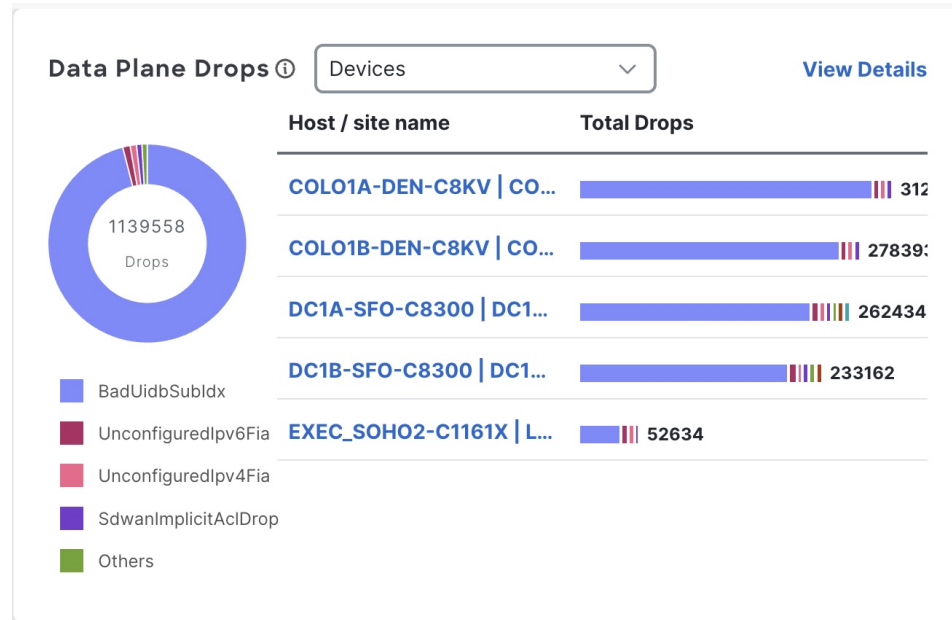 Data Plane Drops
Devices
View Details
Host / site name
Total Drops
COLO1A-DEN-C8KV | CO...
312
COLO1B-DEN-C8KV | CO...
278393
DC1A-SFO-C8300 | DC1...
262434
DC1B-SFO-C8300 | DC1...
233162
EXEC_SOHO2-C1161X | L...
52634
1139558
Drops
BadUidbSubIdx
UnconfiguredIpv6Fia
UnconfiguredIpv4Fia
SdwanImplicitAclDrop
Others